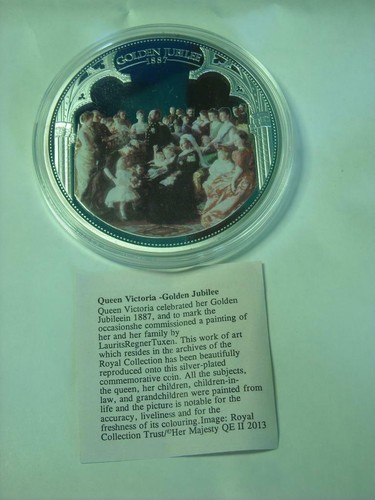 GOLDEN JUBILEE
1887
Queen Victoria -Golden Jubilee
Queen Victoria celebrated her Golden
Jubileein 1887, and to mark the
occasionshe commissioned a painting of
her and her family by
LauritsRegnerTuxen. This work of art
which resides in the archives of the
Royal Collection has been beautifully
reproduced onto this silver-plated
commemorative coin. All the subjects,
the queen, her children, children-in-
law, and grandchildren were painted from
life and the picture is notable for the
accuracy, liveliness and for the
freshness of its colouring.Image: Royal
Collection Trust/©Her Majesty QE II 2013